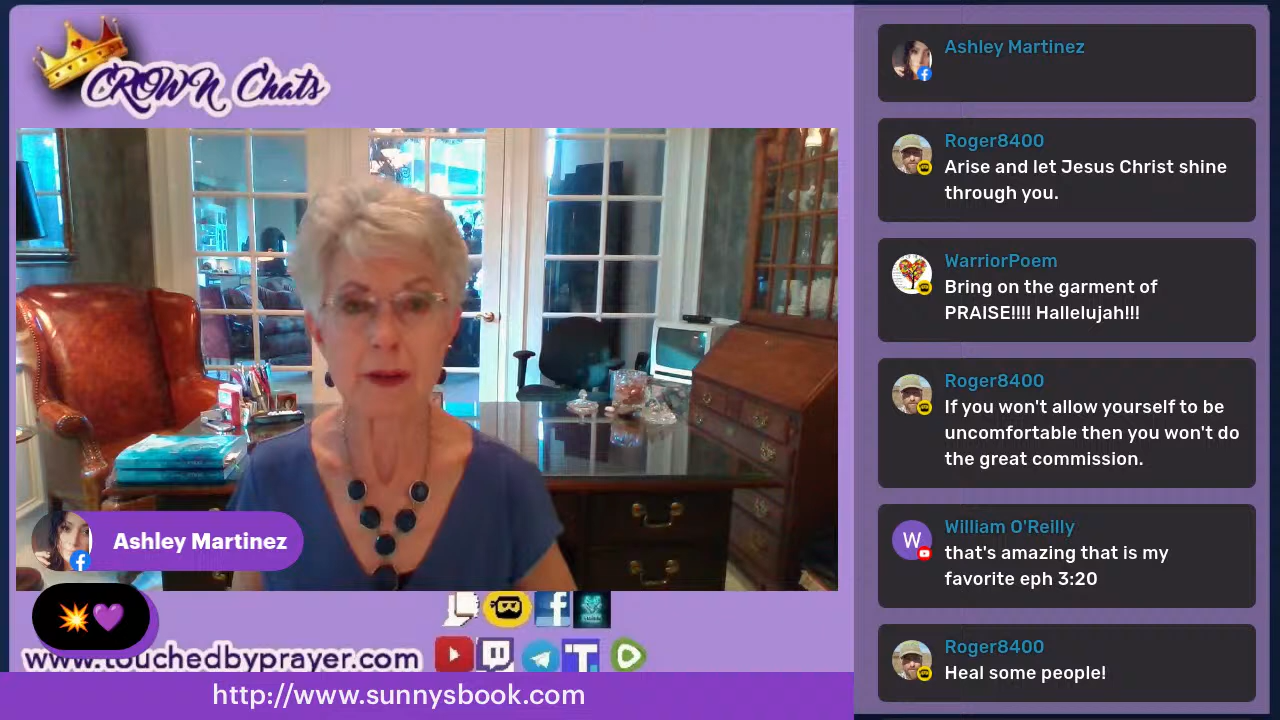 CROWN Chats
Ashley Martinez
www.touchedbyprayer.com
http://www.sunnysbook.com
Ashley Martinez
Roger8400
Arise and let Jesus Christ shine
through you.
WarriorPoem
Bring on the garment of
PRAISE!!!! Hallelujah!!!
Roger8400
If you won't allow yourself to be
uncomfortable then you won't do
the great commission.
W
William O'Reilly
that's amazing that is my
favorite eph 3:20
Roger8400
Heal some people!